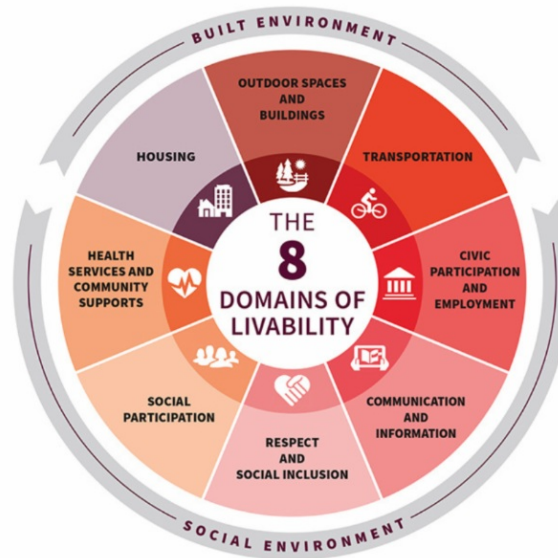 BUILT ENVIRONMENT
OUTDOOR SPACES
AND
BUILDINGS
HOUSING
TRANSPORTATION
THE
8
DOMAINS OF
LIVABILITY
HEALTH
SERVICES AND
COMMUNITY
SUPPORTS
CIVIC
PARTICIPATION
AND
EMPLOYMENT
SOCIAL
PARTICIPATION
COMMUNICATION
AND
INFORMATION
RESPECT
AND
SOCIAL INCLUSION
SOCIAL ENVIRONMENT